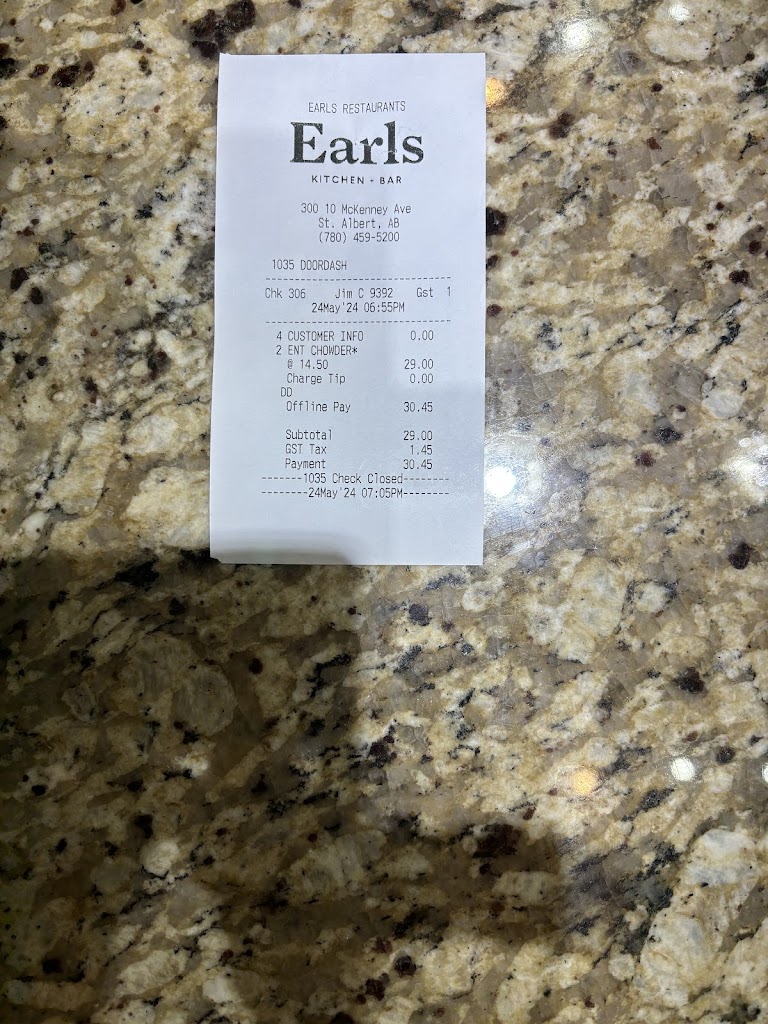 EARLS RESTAURANTS
Earls
KITCHEN + BAR
300 10 McKenney Ave
St. Albert, AB
(780) 459-5200
1035 DOORDASH
Chk 306 Jim C 9392 Gst 1
24May'24 06:55PM
4 CUSTOMER INFO 0.00
2 ENT CHOWDER*
@ 14.50 29.00
Charge Tip 0.00
DD
Offline Pay 30.45
Subtotal 29.00
GST Tax 1.45
Payment 30.45
-------1035 Check Closed-------
--------24May'24 07:05PM--------